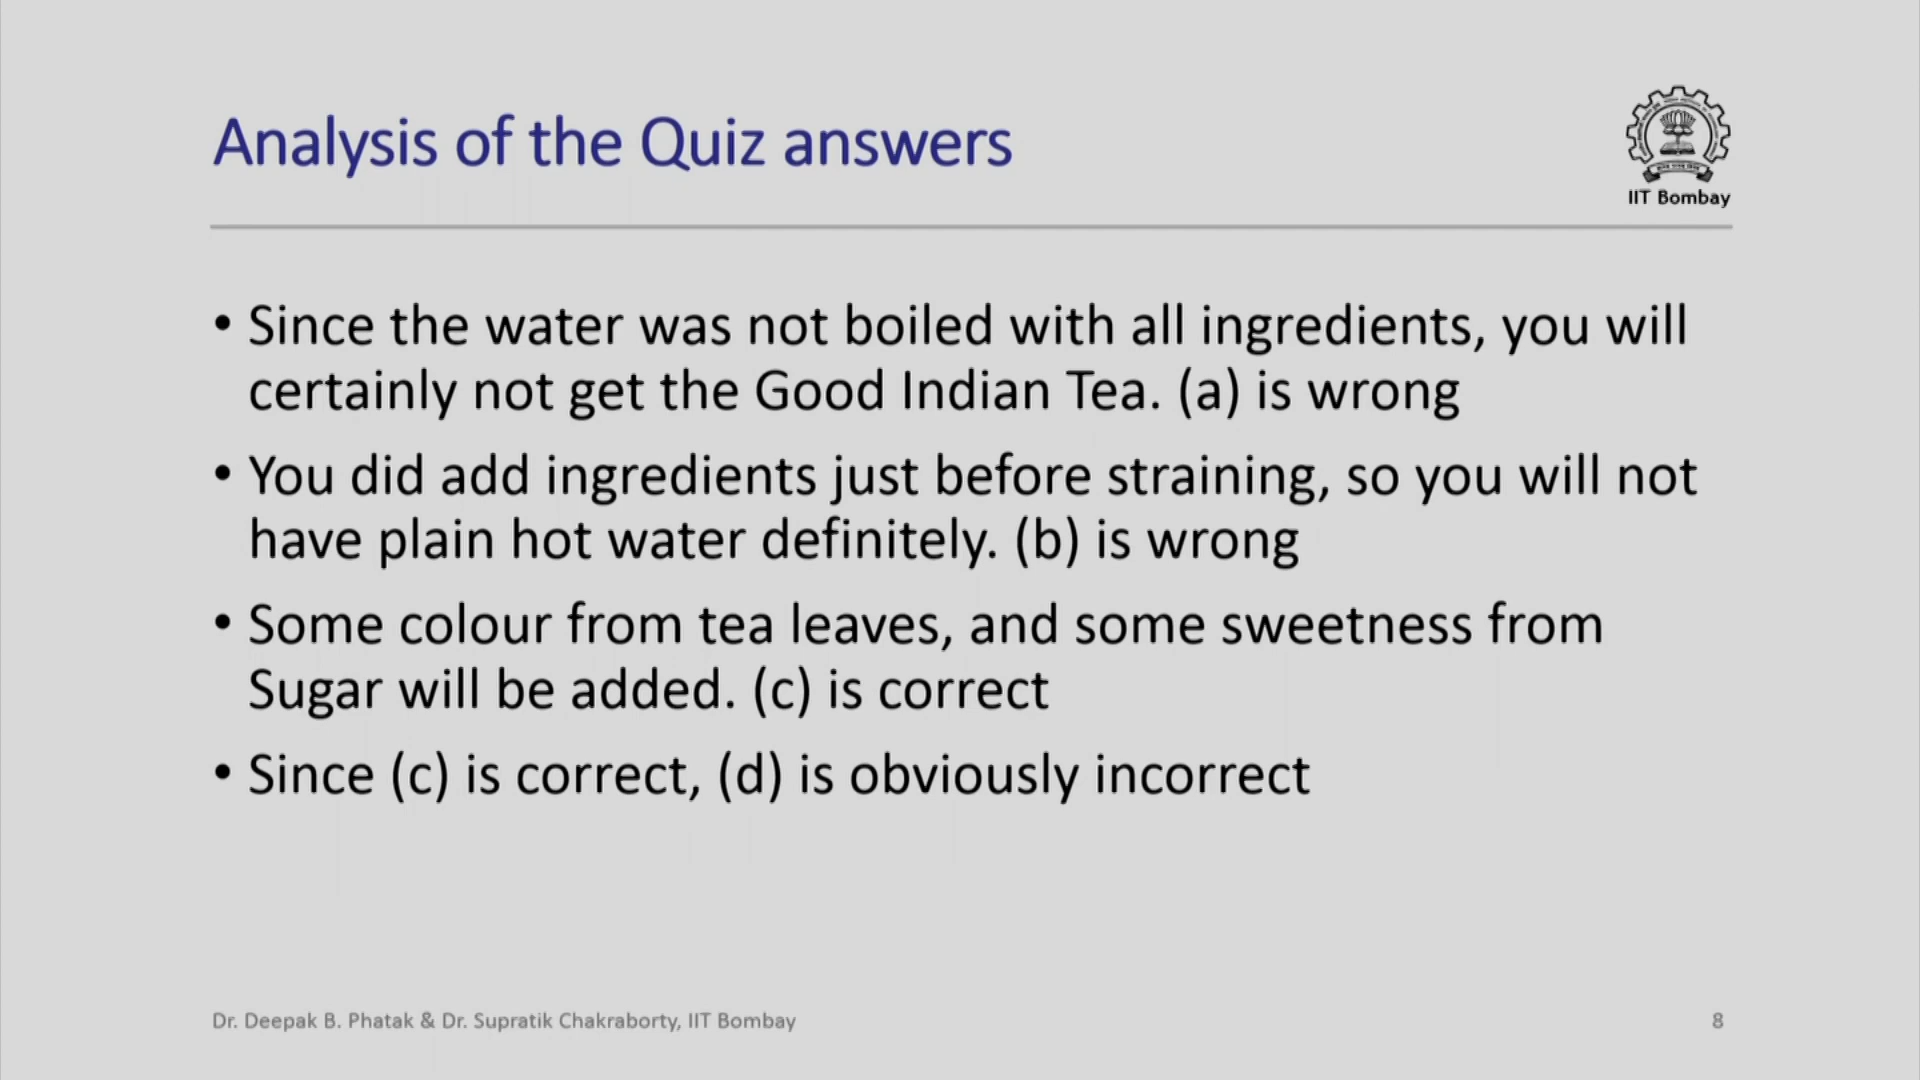 Analysis of the Quiz answers
IIT Bombay
• Since the water was not boiled with all ingredients, you will
certainly not get the Good Indian Tea. (a) is wrong
• You did add ingredients just before straining, so you will not
have plain hot water definitely. (b) is wrong
• Some colour from tea leaves, and some sweetness from
Sugar will be added. (c) is correct
• Since (c) is correct, (d) is obviously incorrect
Dr. Deepak B. Phatak & Dr. Supratik Chakraborty, IIT Bombay
8